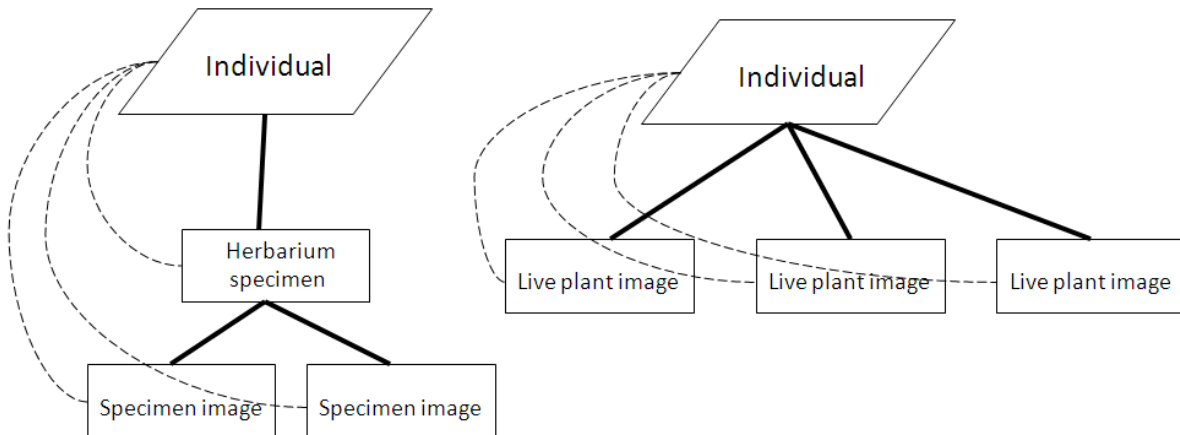 Individual
Individual
Herbarium
specimen
Live plant image
Live plant image
Live plant image
Specimen image
Specimen image